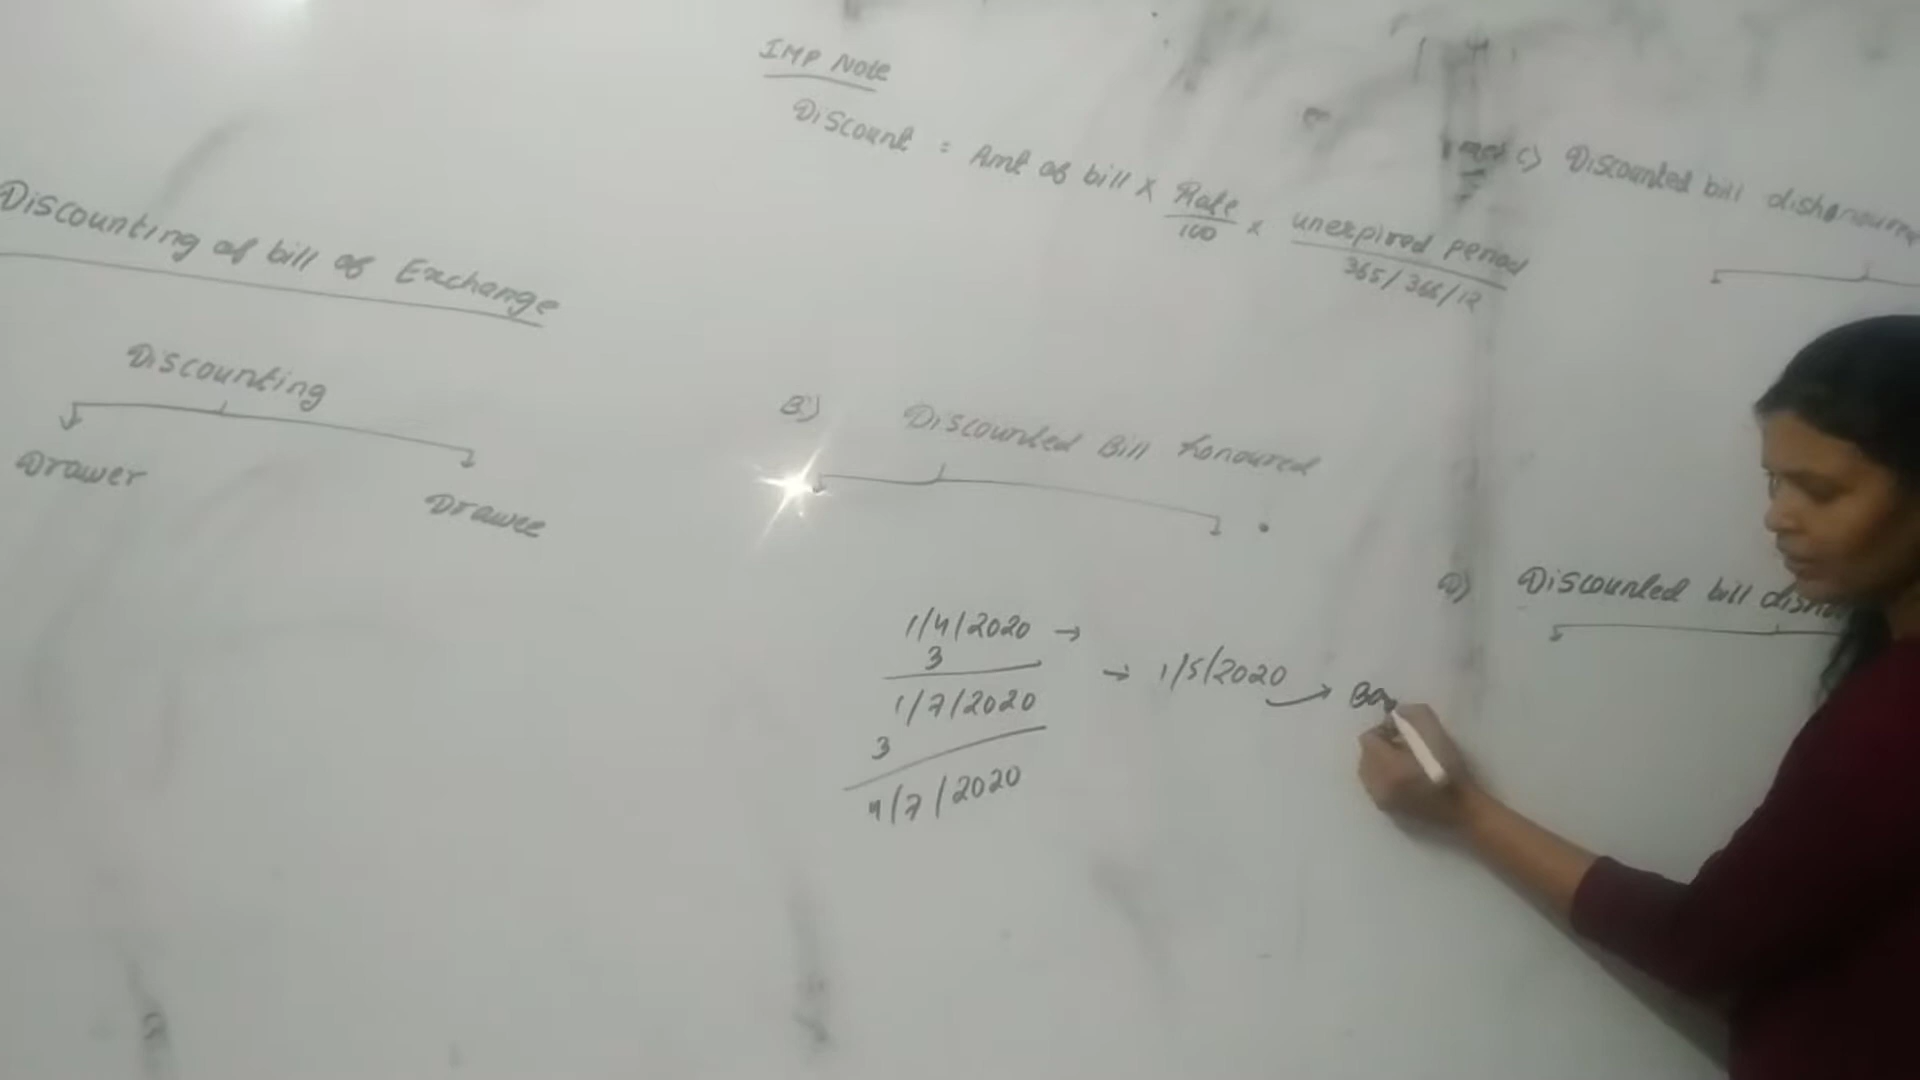 Discounting of bill of Exchange
Discounting
Drawer
Drawee
IMP Note
Discount = Amt of bill x Rate/100 x unexpired period
365/366/12
B)
Discounted Bill honoured
1/4/2020 →
3
1/7/2020
3
4/7/2020
→ 1/5/2020 → Ba
c) Discounted bill dishonoured
D) Discounted bill disho